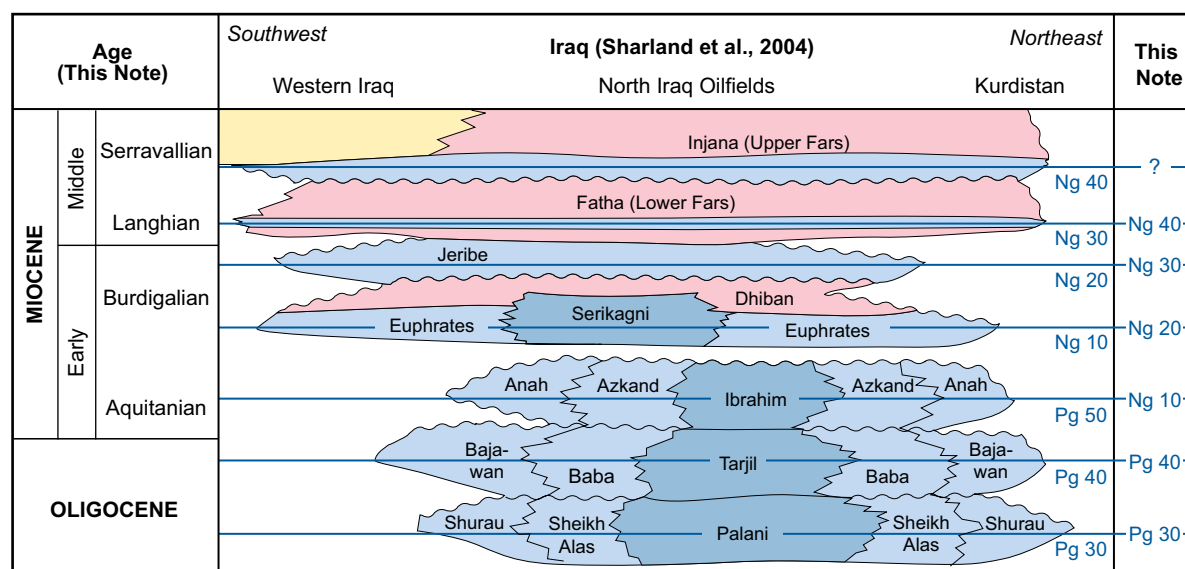 Age
(This Note)
Southwest
Iraq (Sharland et al., 2004)
Northeast
Western Iraq
North Iraq Oilfields
Kurdistan
This
Note
MIOCENE
Middle
Early
Serravallian
Langhian
Burdigalian
Aquitanian
OLIGOCENE
Injana (Upper Fars)
Ng 40
?
Fatha (Lower Fars)
Ng 40
Ng 30
Jeribe
Ng 30
Ng 20
Dhiban
Serikagni
Euphrates
Euphrates
Ng 20
Ng 10
Anah
Azkand
Ibrahim
Azkand
Anah
Ng 10
Pg 50
Baja-
wan
Baba
Tarjil
Baba
Baja-
wan
Pg 40
Pg 40
Shurau
Sheikh
Alas
Palani
Sheikh
Alas
Shurau
Pg 30
Pg 30